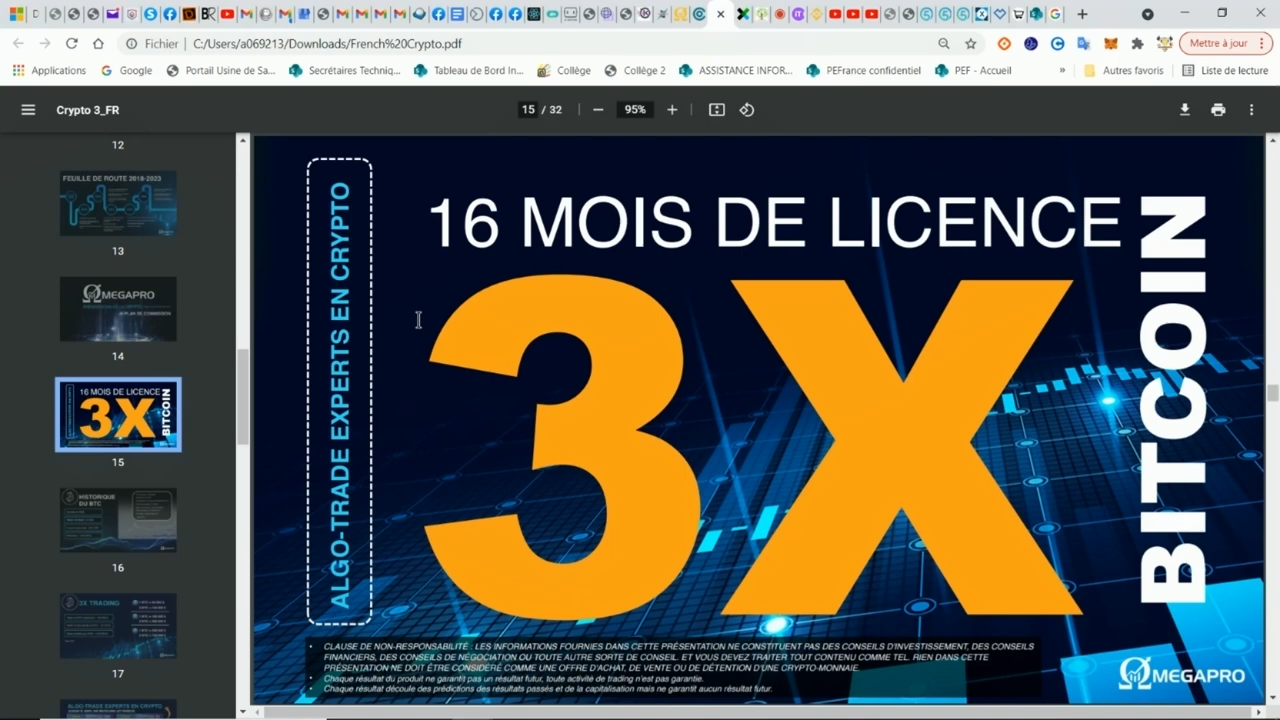 Fichier
C:/Users/a069213/Downloads/French%20Crypto.pdf
Mettre à jour
Applications
Google
Portail Usine de Sa...
Secrétaires Techniq...
Tableau de Bord In...
Collège
Collège 2
ASSISTANCE INFOR...
PEFrance confidentiel
PEF - Accueil
»
Autres favoris
Liste de lecture
Crypto 3_FR
15 / 32
95%
12
FEUILLE DE ROUTE 2018-2023
13
ΩMEGAPRO
14
16 MOIS DE LICENCE
3X
BITCOIN
15
HISTORIQUE
DU BTC
16
3X TRADING
17
ALGO-TRADE EXPERTS EN CRYPTO
ALGO-TRADE EXPERTS EN CRYPTO
16 MOIS DE LICENCE
3X
BITCOIN
• CLAUSE DE NON-RESPONSABILITÉ : LES INFORMATIONS FOURNIES DANS CETTE PRÉSENTATION NE CONSTITUENT PAS DES CONSEILS D'INVESTISSEMENT, DES CONSEILS
FINANCIERS, DES CONSEILS DE NÉGOCIATION OU TOUTE AUTRE SORTE DE CONSEIL. ET VOUS DEVEZ TRAITER TOUT CONTENU COMME TEL. RIEN DANS CETTE
PRÉSENTATION NE DOIT ÊTRE CONSIDÉRÉ COMME UNE OFFRE D'ACHAT, DE VENTE OU DE DÉTENTION D'UNE CRYPTO-MONNAIE.
• Chaque résultat du produit ne garantit pas un résultat futur, toute activité de trading n'est pas garantie.
• Chaque résultat découle des prédictions des résultats passés et de la capitalisation mais ne garantit aucun résultat futur.
ΩMEGAPRO